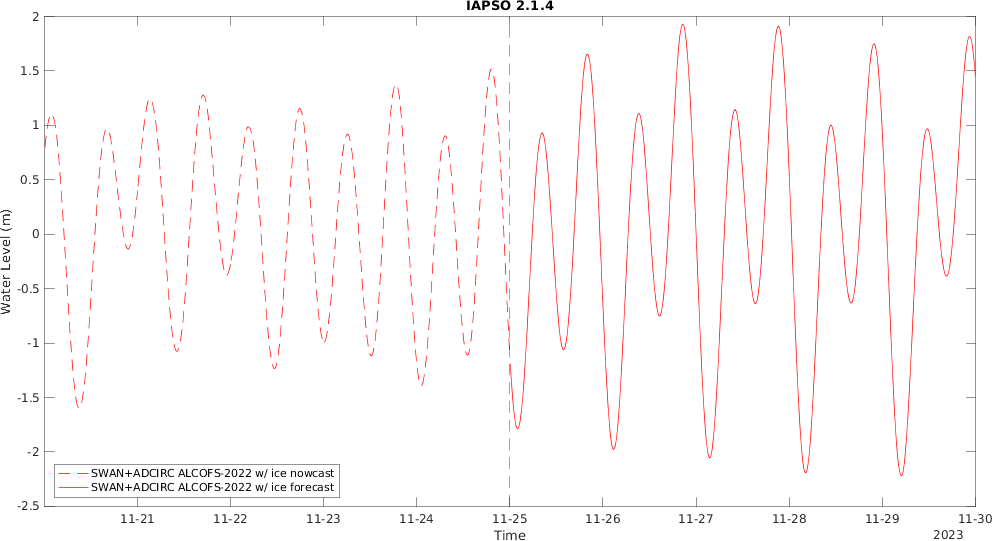 IAPSO 2.1.4
2
1.5
1
0.5
0
-0.5
-1
-1.5
-2
-2.5
Water Level (m)
SWAN+ADCIRC ALCOFS-2022 w/ ice nowcast
SWAN+ADCIRC ALCOFS-2022 w/ ice forecast
11-21 11-22 11-23 11-24 11-25 11-26 11-27 11-28 11-29 11-30
Time
2023